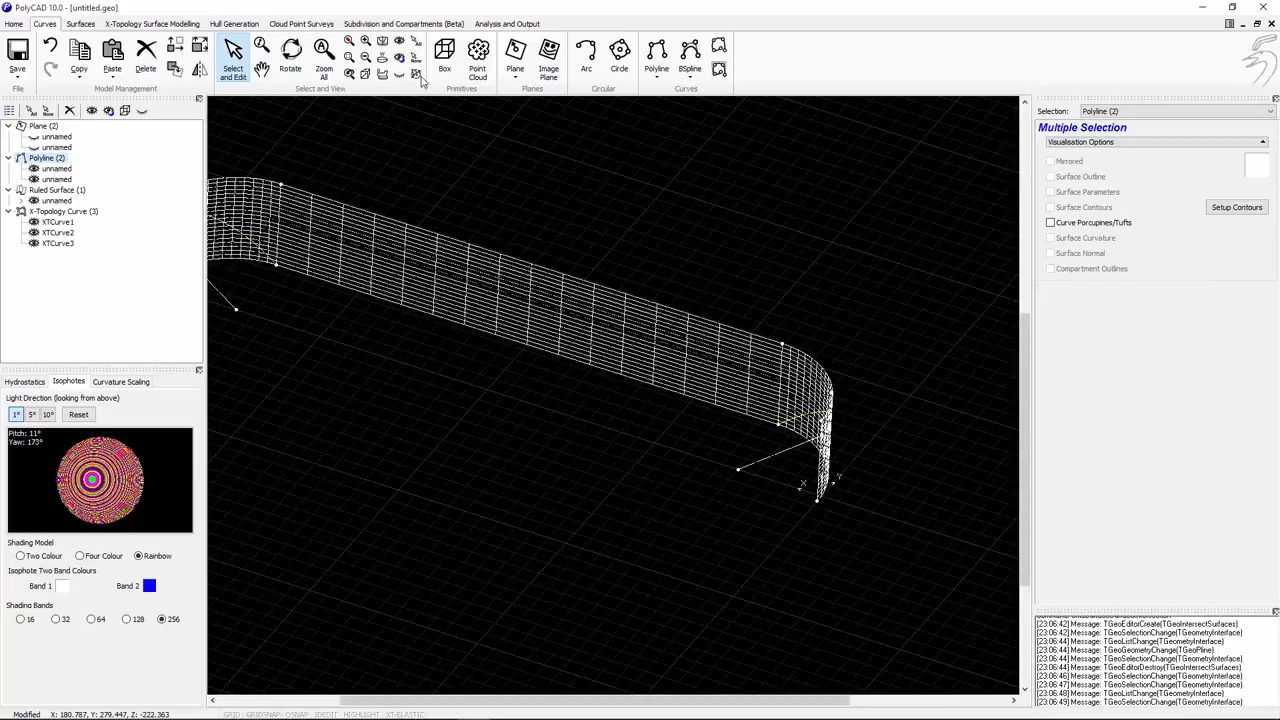 PolyCAD 10.0 - [untitled.geo]
Home Curves Surfaces X-Topology Surface Modelling Hull Generation Cloud Point Surveys Subdivision and Compartments (Beta) Analysis and Output
Save Copy Paste Delete Select and Edit Rotate Zoom All Box Point Cloud Plane Image Plane Arc Circle Polyline BSpline
File Model Management Select and View Primitives Planes Circular Curves
All None
Plane (2)
unnamed
unnamed
Polyline (2)
unnamed
unnamed
Ruled Surface (1)
unnamed
X-Topology Curve (3)
XTCurve1
XTCurve2
XTCurve3
Hydrostatics Isophotes Curvature Scaling
Light Direction (looking from above)
1° 5° 10° Reset
Pitch: 11°
Yaw: 173°
Shading Model
Two Colour Four Colour Rainbow
Isophote Two Band Colours
Band 1 Band 2
Shading Bands
16 32 64 128 256
X Y
Selection: Polyline (2)
Multiple Selection
Visualisation Options
Mirrored
Surface Outline
Surface Parameters
Surface Contours Setup Contours
Curve Porcupines/Tufts
Surface Curvature
Surface Normal
Compartment Outlines
[23:06:42] Message: TGeoEditorCreate(TGeoIntersectSurfaces)
[23:06:42] Message: TGeoSelectionChange(TGeometryInterface)
[23:06:44] Message: TGeoListChange(TGeometryInterface)
[23:06:44] Message: TGeoGeometryChange(TGeoPline)
[23:06:44] Message: TGeoSelectionChange(TGeometryInterface)
[23:06:44] Message: TGeoEditorDestroy(TGeoIntersectSurfaces)
[23:06:46] Message: TGeoSelectionChange(TGeometryInterface)
[23:06:47] Message: TGeoSelectionChange(TGeometryInterface)
[23:06:48] Message: TGeoListChange(TGeometryInterface)
[23:06:49] Message: TGeoSelectionChange(TGeometryInterface)
Modified X: 180.787, Y: 279.447, Z: -222.363 GRID GRIDSNAP OSNAP 3DEDIT HIGHLIGHT XT-ELASTIC